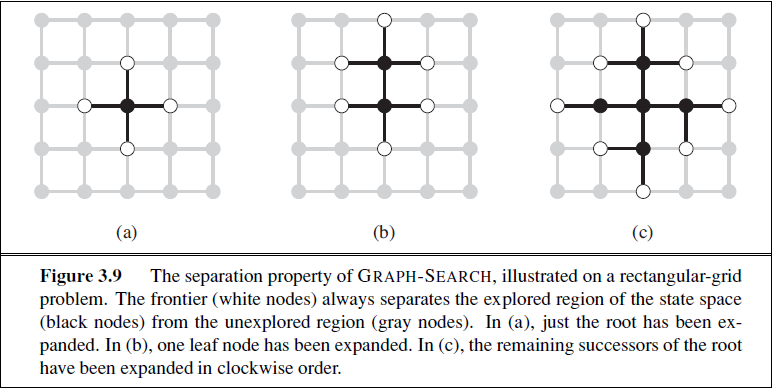 (a)
(b)
(c)
Figure 3.9 The separation property of GRAPH-SEARCH, illustrated on a rectangular-grid
problem. The frontier (white nodes) always separates the explored region of the state space
(black nodes) from the unexplored region (gray nodes). In (a), just the root has been ex-
panded. In (b), one leaf node has been expanded. In (c), the remaining successors of the root
have been expanded in clockwise order.